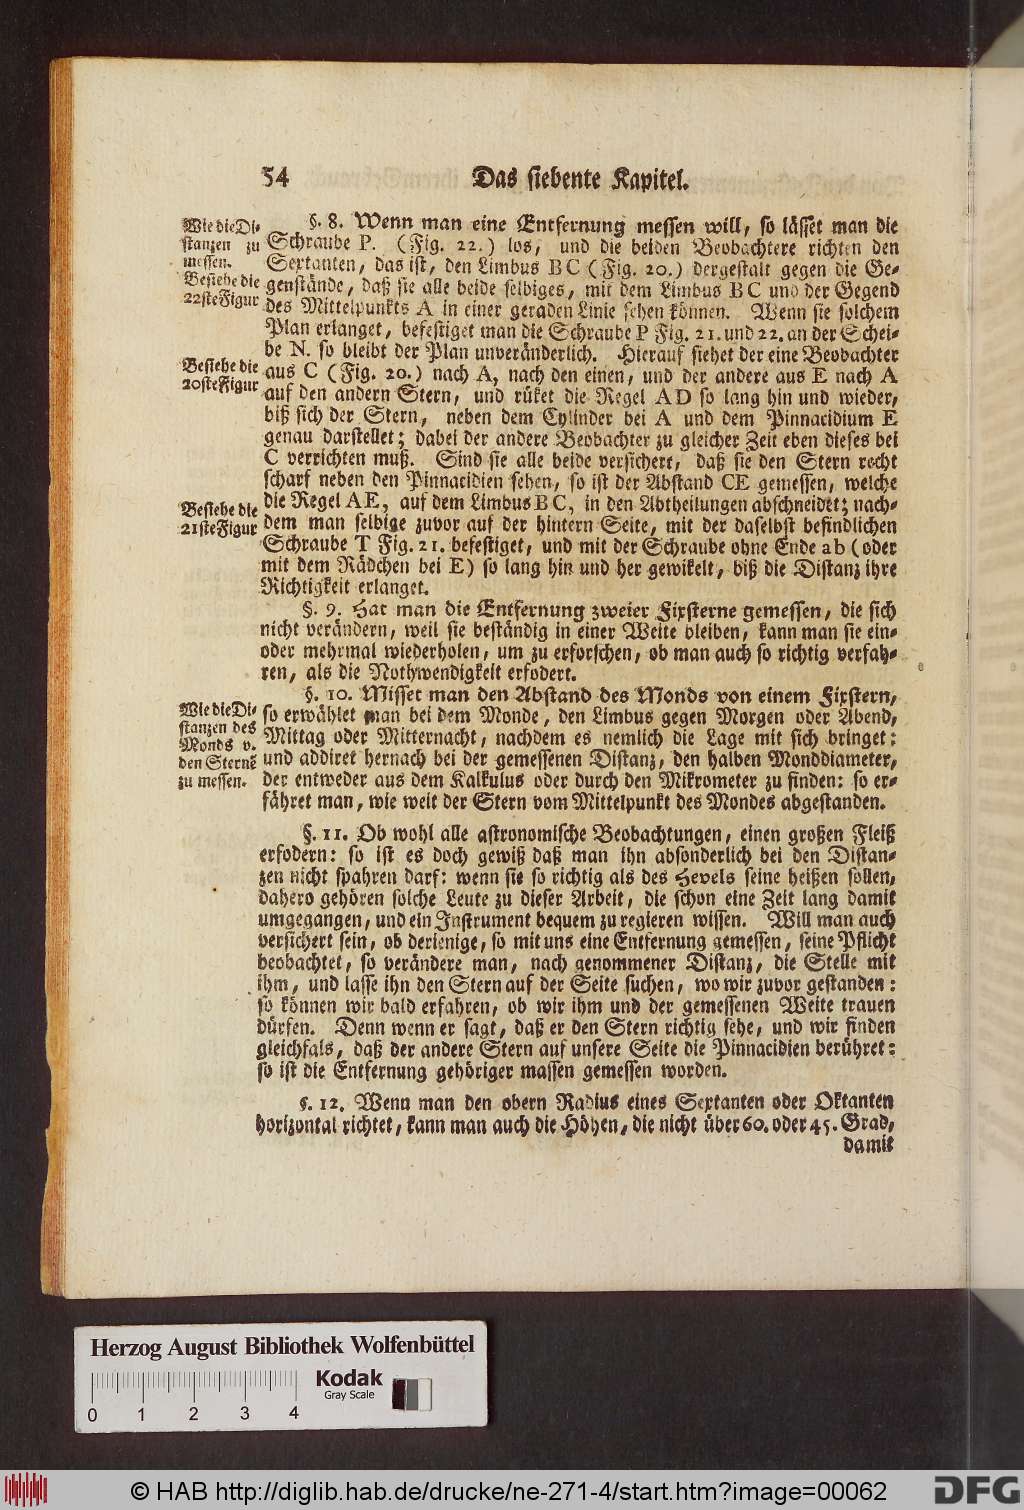 54 Das siebente Kapitel.
Wie die Di-
stanzen zu
messen.
Besiehe die
22ste Figur
Besiehe die
20ste Figur
Besiehe die
21ste Figur
§. 8. Wenn man eine Entfernung messen will, so lässet man die
Schraube P. (Fig. 22.) los, und die beiden Beobachtere richten den
Sextanten, das ist, den Limbus BC (Fig. 20.) dergestalt gegen die Ge-
genstände, daß sie alle beide selbiges, mit dem Limbus BC und der Gegend
des Mittelpunkts A in einer geraden Linie sehen können. Wenn sie solchem
Plan erlanget, befestiget man die Schraube P Fig. 21. und 22. an der Schei-
be N. so bleibt der Plan unveränderlich. Hierauf siehet der eine Beobachter
aus C (Fig. 20.) nach A, nach den einen, und der andere aus E nach A
auf den andern Stern, und rüket die Regel AD so lang hin und wieder,
biß sich der Stern, neben dem Cylinder bei A und dem Pinnacidium E
genau darstellet; dabei der andere Beobachter zu gleicher Zeit eben dieses bei
C verrichten muß. Sind sie alle beide versichert, daß sie den Stern recht
scharf neben den Pinnacidien sehen, so ist der Abstand CE gemessen, welche
die Regel AE, auf dem Limbus BC, in den Abtheilungen abschneidet; nach-
dem man selbige zuvor auf der hintern Seite, mit der daselbst befindlichen
Schraube T Fig. 21. befestiget, und mit der Schraube ohne Ende ab (oder
mit dem Rädchen bei E) so lang hin und her gewikelt, biß die Distanz ihre
Richtigkeit erlanget.
§. 9. Hat man die Entfernung zweier Fixsterne gemessen, die sich
nicht verändern, weil sie beständig in einer Weite bleiben, kann man sie ein-
oder mehrmal wiederholen, um zu erforschen, ob man auch so richtig verfah-
ren, als die Nothwendigkeit erfodert.
Wie die Di-
stanzen des
Monds v.
den Sternē
zu messen.
§. 10. Misset man den Abstand des Monds von einem Fixstern,
so erwählet man bei dem Monde, den Limbus gegen Morgen oder Abend,
Mittag oder Mitternacht, nachdem es nemlich die Lage mit sich bringet:
und addiret hernach bei der gemessenen Distanz, den halben Monddiameter,
der entweder aus dem Kalkulus oder durch den Mikrometer zu finden: so er-
fähret man, wie weit der Stern vom Mittelpunkt des Mondes abgestanden.
§. 11. Ob wohl alle astronomische Beobachtungen, einen großen Fleiß
erfodern: so ist es doch gewiß daß man ihn absonderlich bei den Distan-
zen nicht spahren darf: wenn sie so richtig als des Hevels seine heißen sollen,
dahero gehören solche Leute zu dieser Arbeit, die schon eine Zeit lang damit
umgegangen, und ein Instrument bequem zu regieren wissen. Will man auch
versichert sein, ob derjenige, so mit uns eine Entfernung gemessen, seine Pflicht
beobachtet, so verändere man, nach genommener Distanz, die Stelle mit
ihm, und lasse ihn den Stern auf der Seite suchen, wo wir zuvor gestanden:
so können wir bald erfahren, ob wir ihm und der gemessenen Weite trauen
dürfen. Denn wenn er sagt, daß er den Stern richtig sehe, und wir finden
gleichfals, daß der andere Stern auf unsere Seite die Pinnacidien berühret:
so ist die Entfernung gehöriger massen gemessen worden.
§. 12. Wenn man den obern Radius eines Sextanten oder Oktanten
horizontal richtet, kann man auch die Höhen, die nicht über 60. oder 45. Grad,
damit
Herzog August Bibliothek Wolfenbüttel
Kodak
Gray Scale
0 1 2 3 4
© HAB http://diglib.hab.de/drucke/ne-271-4/start.htm?image=00062
DFG